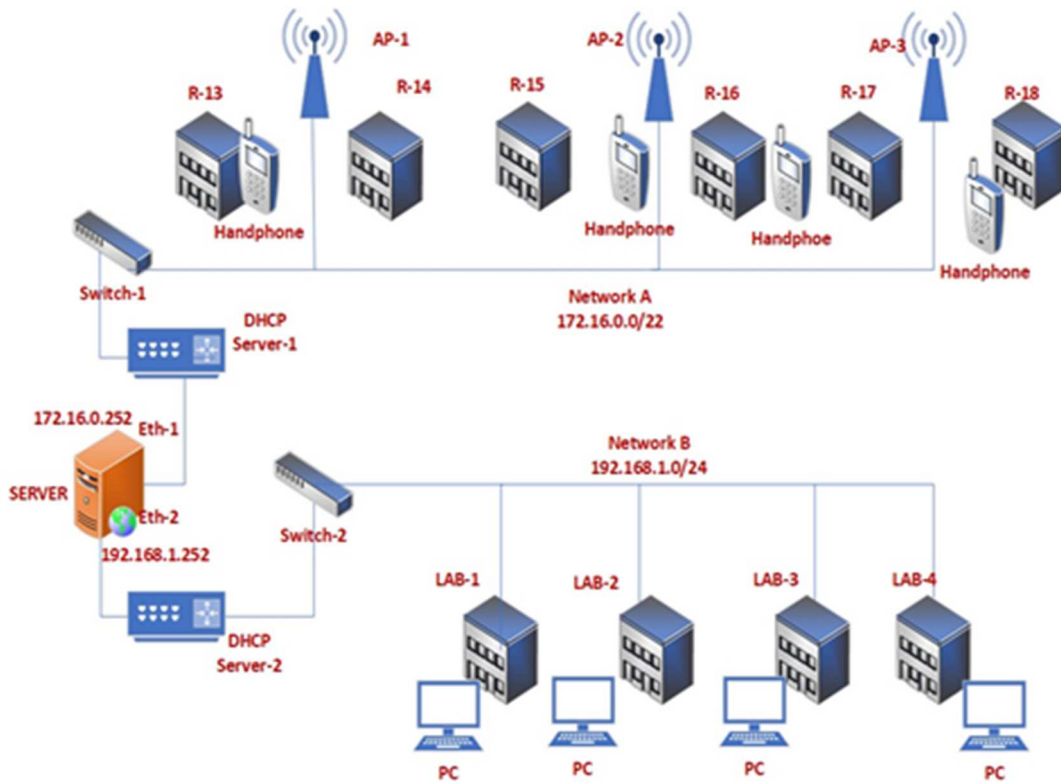 AP-1
AP-2
AP-3
R-13
R-14
R-15
R-16
R-17
R-18
Handphone
Handphone
Handphoe
Handphone
Switch-1
Network A
172.16.0.0/22
DHCP
Server-1
172.16.0.252
Eth-1
SERVER
Eth-2
192.168.1.252
Switch-2
Network B
192.168.1.0/24
DHCP
Server-2
LAB-1
LAB-2
LAB-3
LAB-4
PC
PC
PC
PC